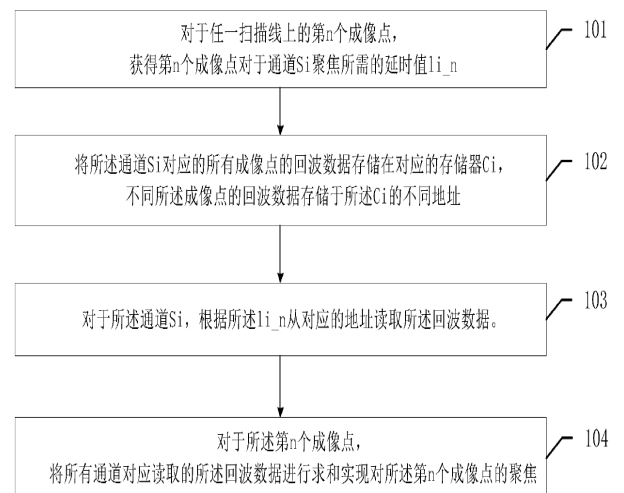 对于任一扫描线上的第n个成像点，
获得第n个成像点对于通道Si聚焦所需的延时值li_n
101
将所述通道Si对应的所有成像点的回波数据存储在对应的存储器Ci，
不同所述成像点的回波数据存储于所述Ci的不同地址
102
对于所述通道Si，根据所述li_n从对应的地址读取所述回波数据。
103
对于所述第n个成像点，
将所有通道对应读取的所述回波数据进行求和实现对所述第n个成像点的聚焦
104